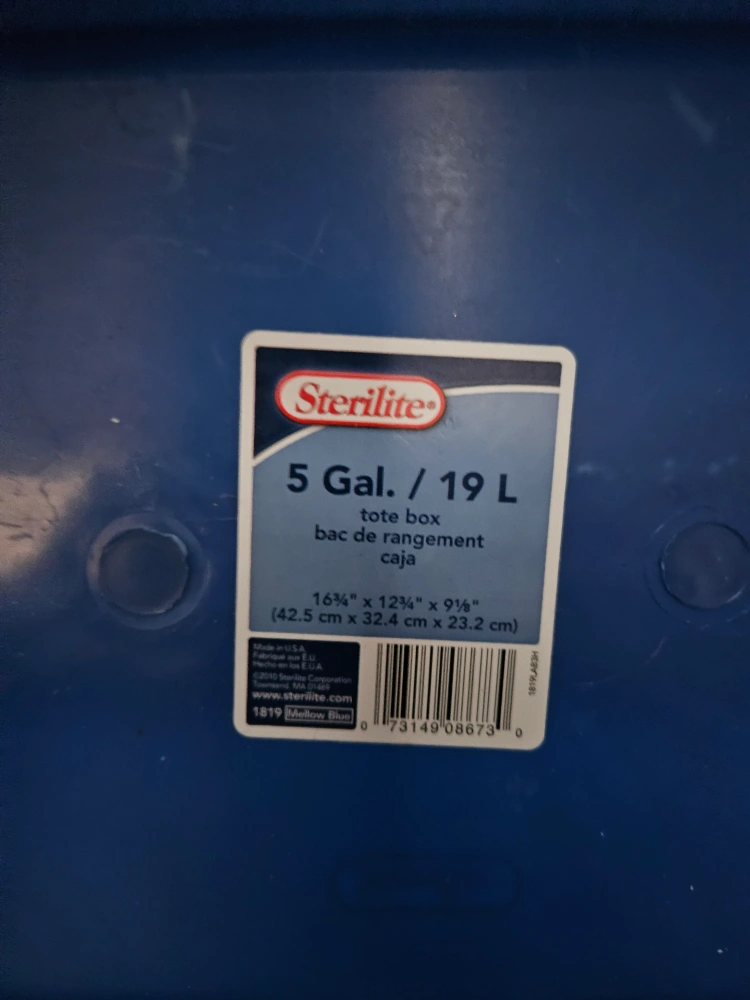 Sterilite®
5 Gal. / 19 L
tote box
bac de rangement
caja
16¾" x 12¾" x 9⅛"
(42.5 cm x 32.4 cm x 23.2 cm)
Made in U.S.A.
Fabriqué aux É.U.
Hecho en los E.U.A.
©2010 Sterilite Corporation
Townsend, MA 01469
www.sterilite.com
1819 Mellow Blue
0 73149 08673 0
1819LAB3H